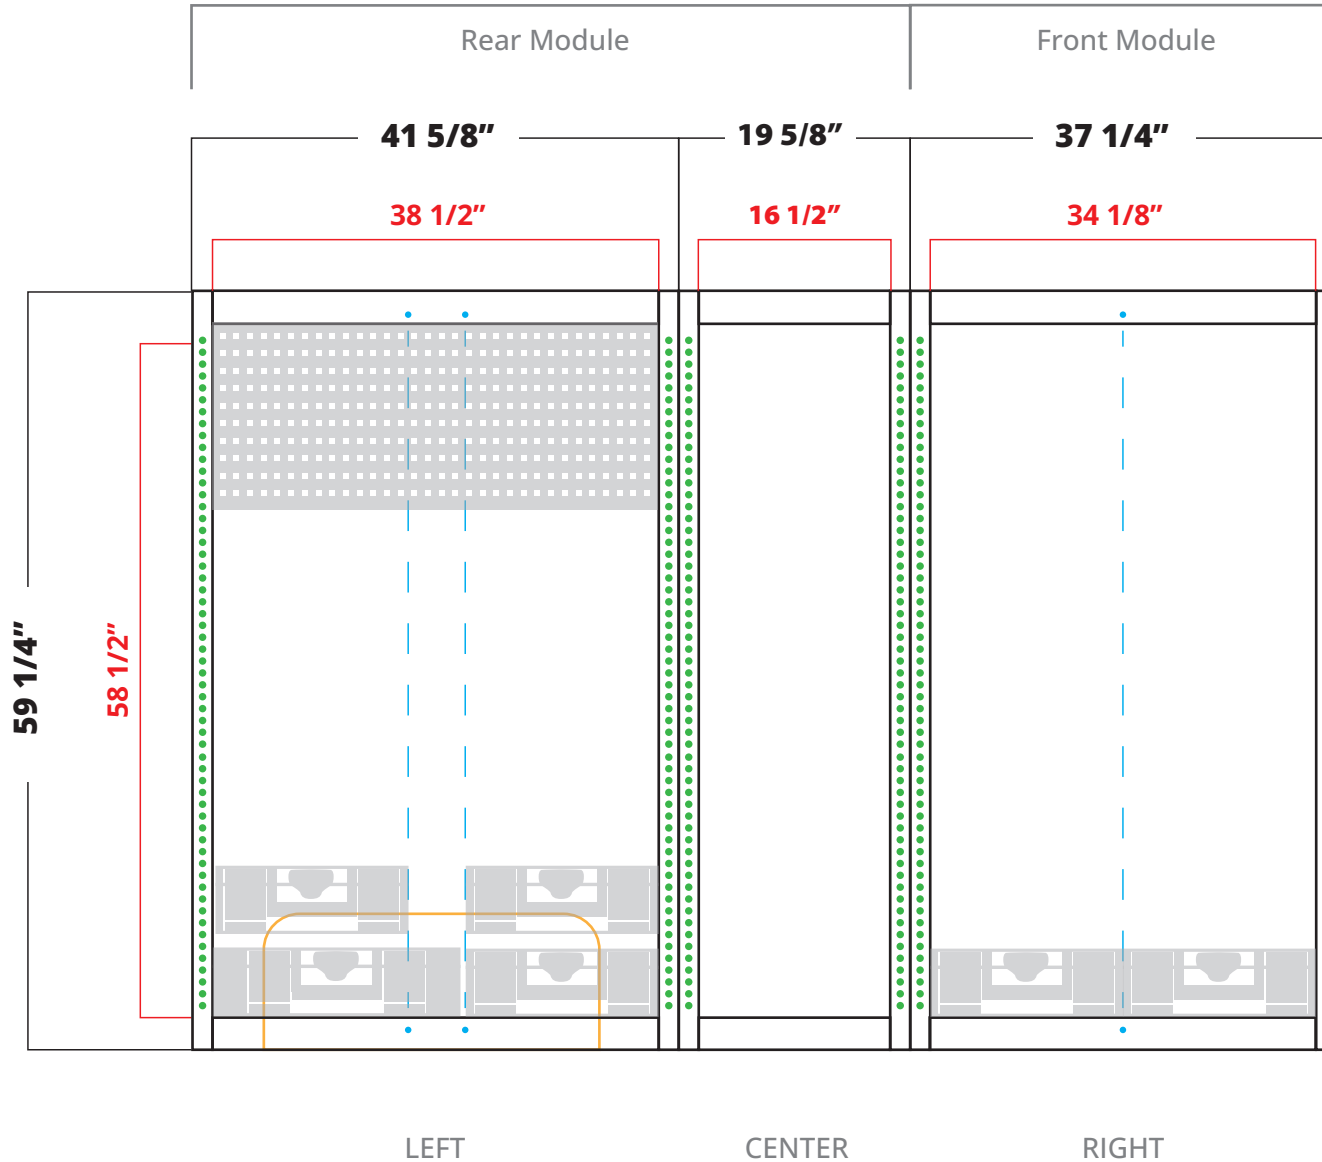 Rear Module
Front Module
41 5/8”
19 5/8”
37 1/4”
38 1/2”
16 1/2”
34 1/8”
59 1/4”
58 1/2”
LEFT
CENTER
RIGHT